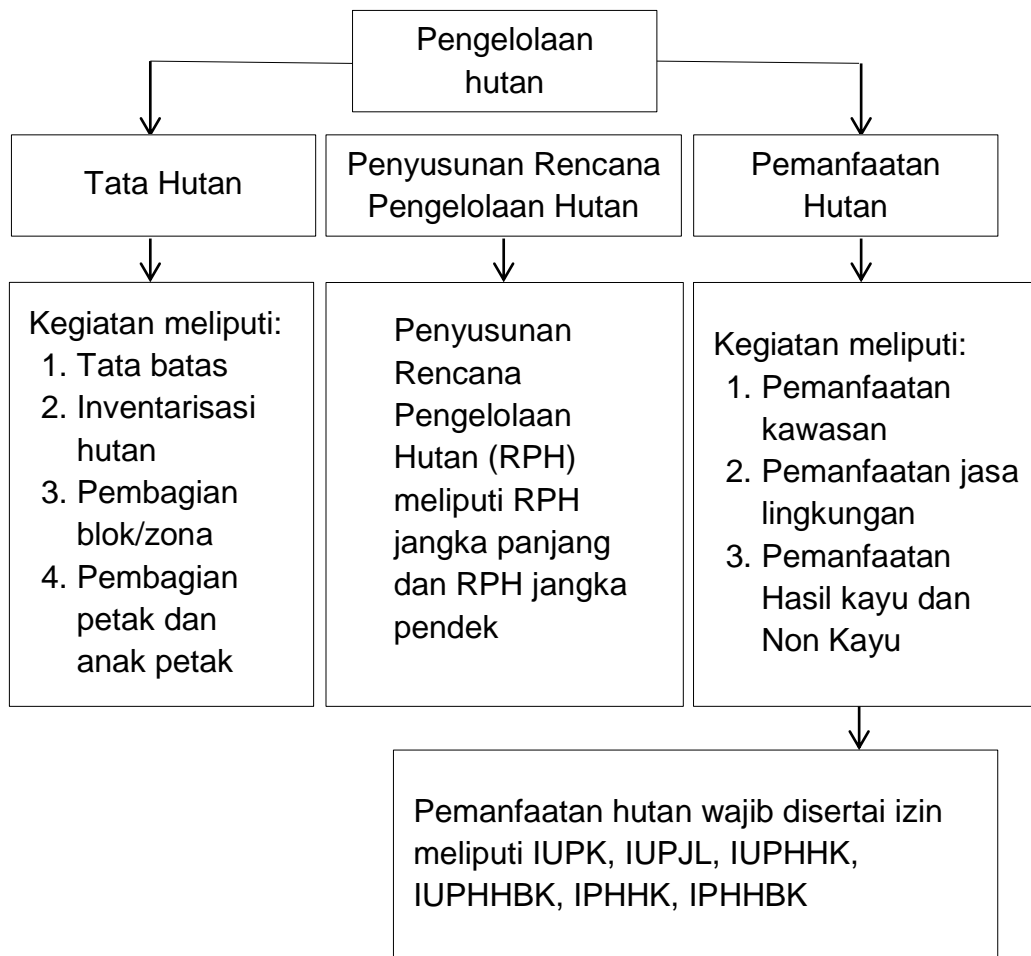 Pengelolaan
hutan
Tata Hutan
Penyusunan Rencana
Pengelolaan Hutan
Pemanfaatan
Hutan
Kegiatan meliputi:
1. Tata batas
2. Inventarisasi
hutan
3. Pembagian
blok/zona
4. Pembagian
petak dan
anak petak
Penyusunan
Rencana
Pengelolaan
Hutan (RPH)
meliputi RPH
jangka panjang
dan RPH jangka
pendek
Kegiatan meliputi:
1. Pemanfaatan
kawasan
2. Pemanfaatan jasa
lingkungan
3. Pemanfaatan
Hasil kayu dan
Non Kayu
Pemanfaatan hutan wajib disertai izin
meliputi IUPK, IUPJL, IUPHHK,
IUPHHBK, IPHHK, IPHHBK